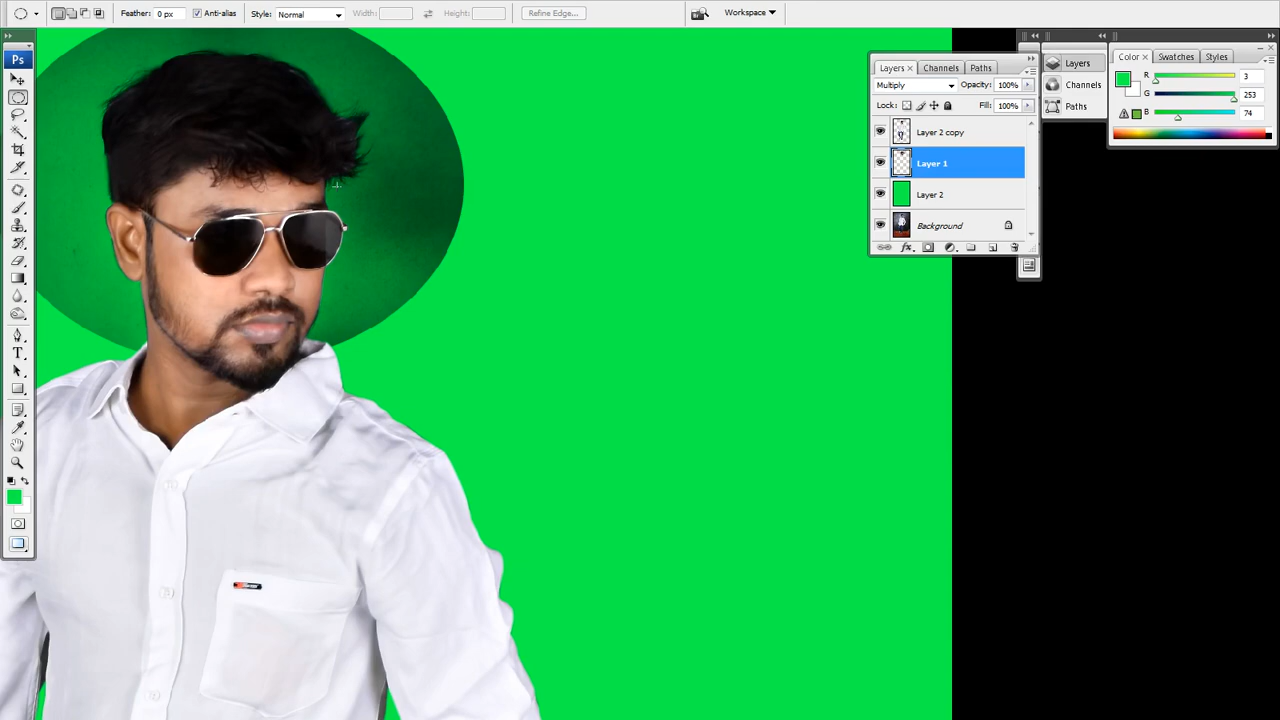 Feather: 0 px Anti-alias Style: Normal Width: Height: Refine Edge... Workspace
Ps
T
Layers Channels Paths
Multiply Opacity: 100%
Lock: Fill: 100%
Layer 2 copy
Layer 1
Layer 2
Background
fx
Layers
Channels
Paths
Color Swatches Styles
R 3
G 253
B 74